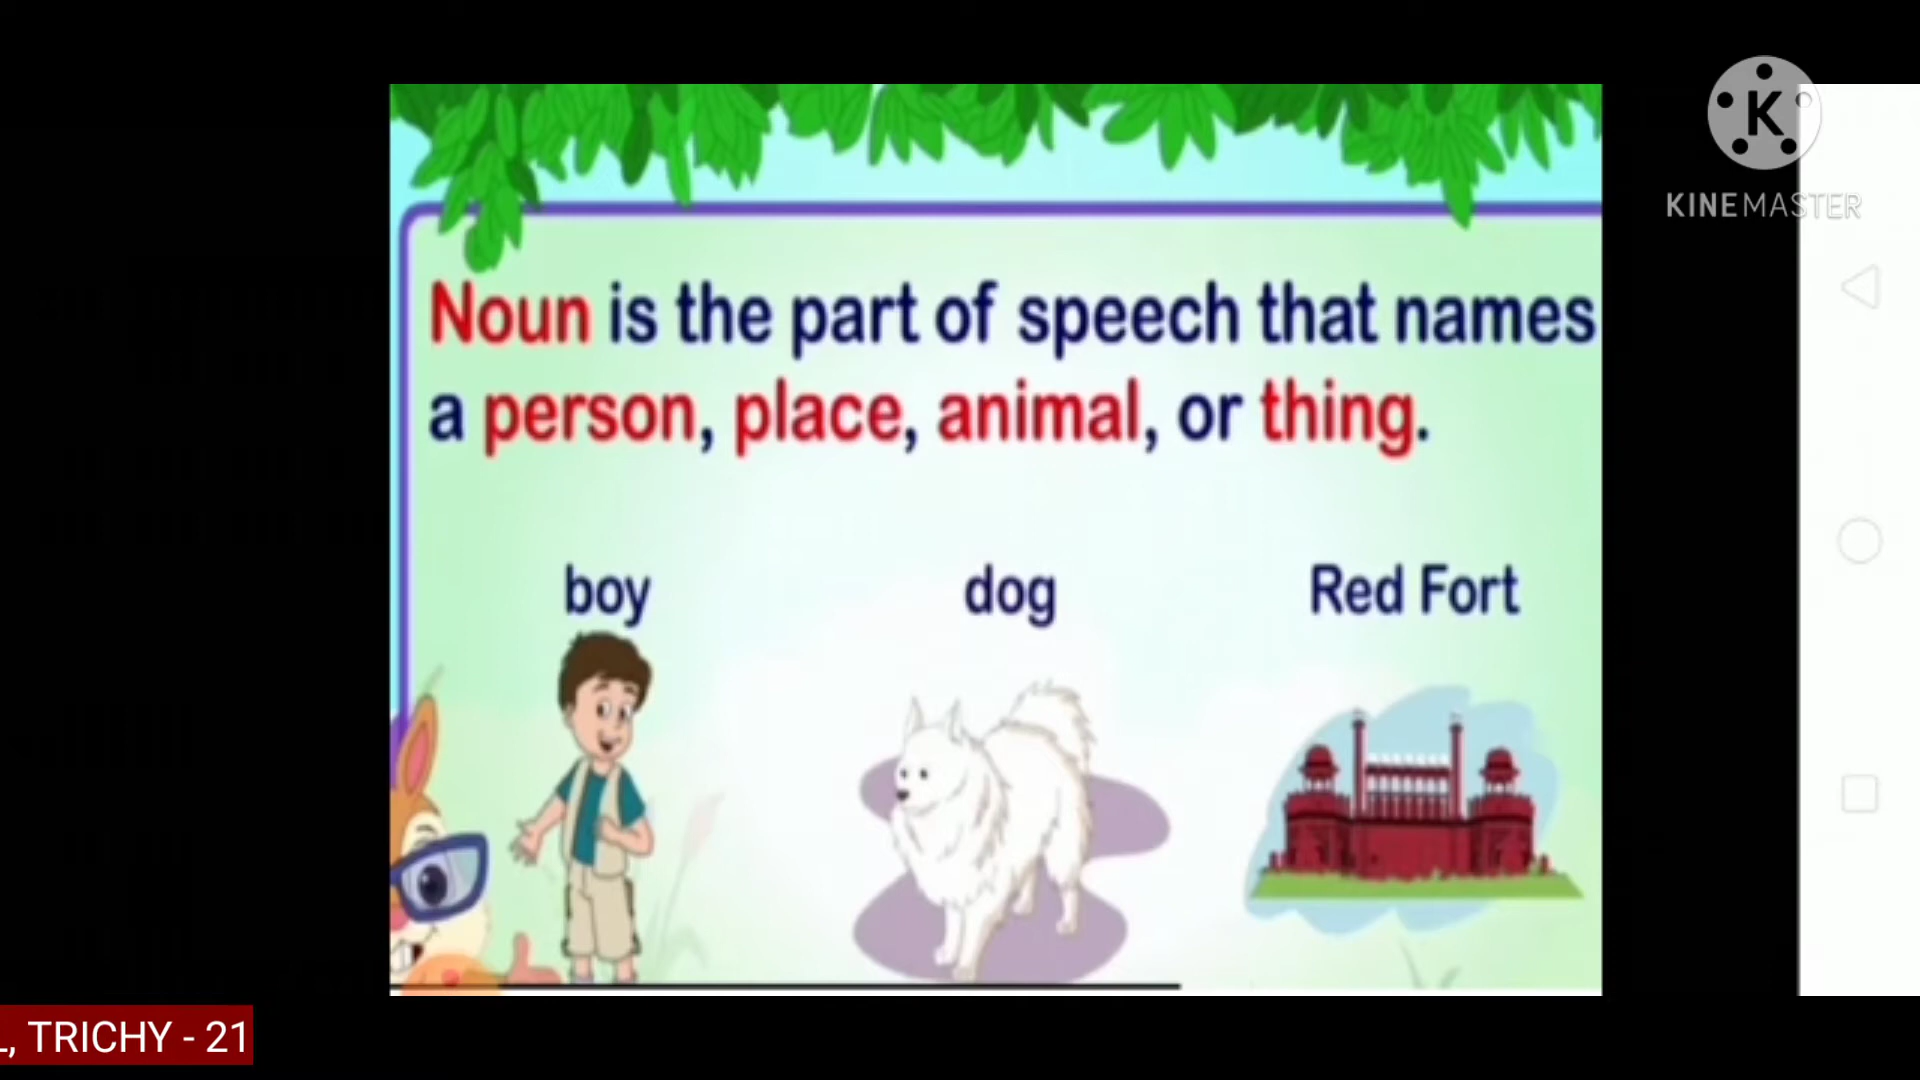 K
KINEMASTER
Noun is the part of speech that names
a person, place, animal, or thing.
boy dog Red Fort
, TRICHY - 21